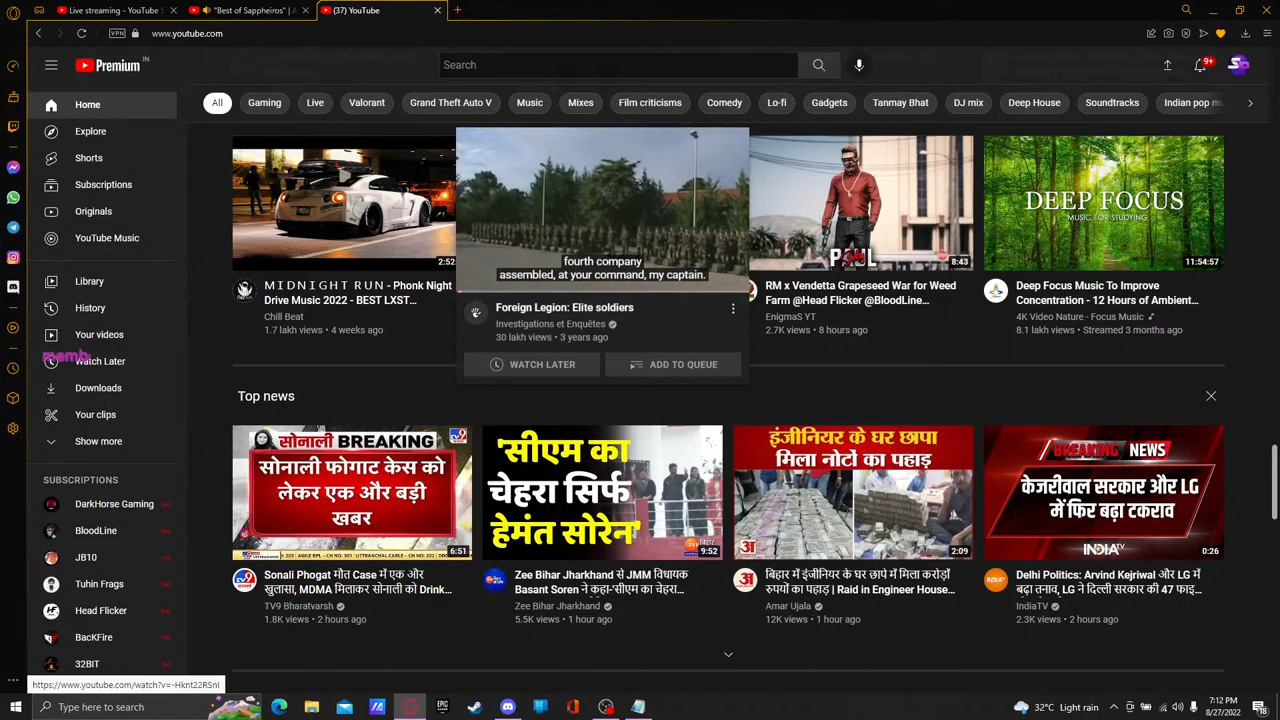 Live streaming - YouTube S
"Best of Sappheiros" | A
(37) YouTube
VPN
www.youtube.com
Premium IN
Search
9+
All
Gaming
Live
Valorant
Grand Theft Auto V
Music
Mixes
Film criticisms
Comedy
Lo-fi
Gadgets
Tanmay Bhat
DJ mix
Deep House
Soundtracks
Indian pop mu
Home
Explore
Shorts
Subscriptions
Originals
YouTube Music
Library
History
Your videos
memb
Watch Later
Downloads
Your clips
Show more
SUBSCRIPTIONS
DarkHorse Gaming
BloodLine
JB10
Tuhin Frags
Head Flicker
BackFire
32BIT
2:52
M I D N I G H T R U N - Phonk Night
Drive Music 2022 - BEST LXST...
Chill Beat
1.7 lakh views • 4 weeks ago
fourth company
assembled, at your command, my captain.
Foreign Legion: Elite soldiers
Investigations et Enquêtes
30 lakh views • 3 years ago
WATCH LATER
ADD TO QUEUE
PAUL
8:43
RM x Vendetta Grapeseed War for Weed
Farm @Head Flicker @BloodLine...
EnigmaS YT
2.7K views • 8 hours ago
DEEP FOCUS
MUSIC FOR STUDYING
11:54:57
Deep Focus Music To Improve
Concentration - 12 Hours of Ambient...
4K Video Nature - Focus Music
8.1 lakh views • Streamed 3 months ago
Top news
सोनाली BREAKING
सोनाली फोगाट केस को
लेकर एक और बड़ी
खबर
6:51
Sonali Phogat मौत Case में एक और
खुलासा, MDMA मिलाकर सोनाली को Drink...
TV9 Bharatvarsh
1.8K views • 2 hours ago
'सीएम का
चेहरा सिर्फ
हेमंत सोरेन'
9:52
Zee Bihar Jharkhand से JMM विधायक
Basant Soren ने कहा-सीएम का चेहरा...
Zee Bihar Jharkhand
5.5K views • 1 hour ago
इंजीनियर के घर छापा
मिला नोटों का पहाड़
2:09
बिहार में इंजीनियर के घर छापे में मिला करोड़ों
रुपयों का पहाड़ | Raid in Engineer House...
Amar Ujala
12K views • 1 hour ago
BREAKING NEWS
केजरीवाल सरकार और LG
में फिर बढ़ा टकराव
INDIA TV
0:26
Delhi Politics: Arvind Kejriwal और LG में
बढ़ा तनाव, LG ने दिल्ली सरकार की 47 फाइ...
IndiaTV
2.3K views • 2 hours ago
https://www.youtube.com/watch?v=-Hknt22RSnI
Type here to search
32°C Light rain
7:12 PM
8/27/2022
18